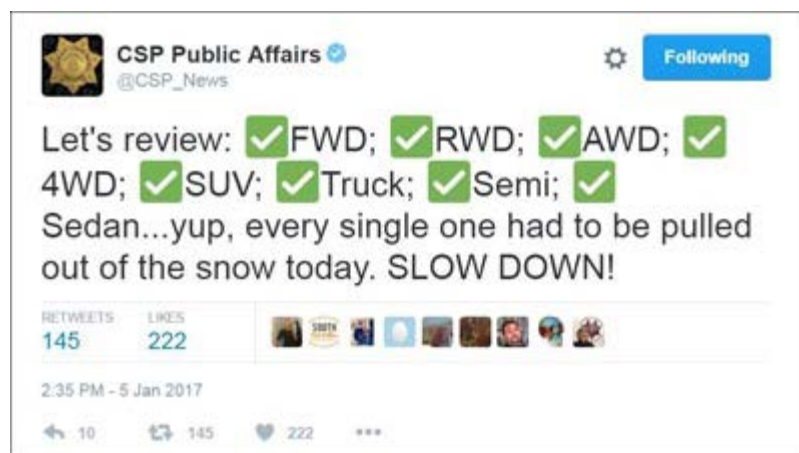 CSP Public Affairs
@CSP_News
Following
Let's review: ✅FWD; ✅RWD; ✅AWD; ✅
4WD; ✅SUV; ✅Truck; ✅Semi; ✅
Sedan...yup, every single one had to be pulled
out of the snow today. SLOW DOWN!
RETWEETS LIKES
145 222
SOUTH
2:35 PM - 5 Jan 2017
10 145 222